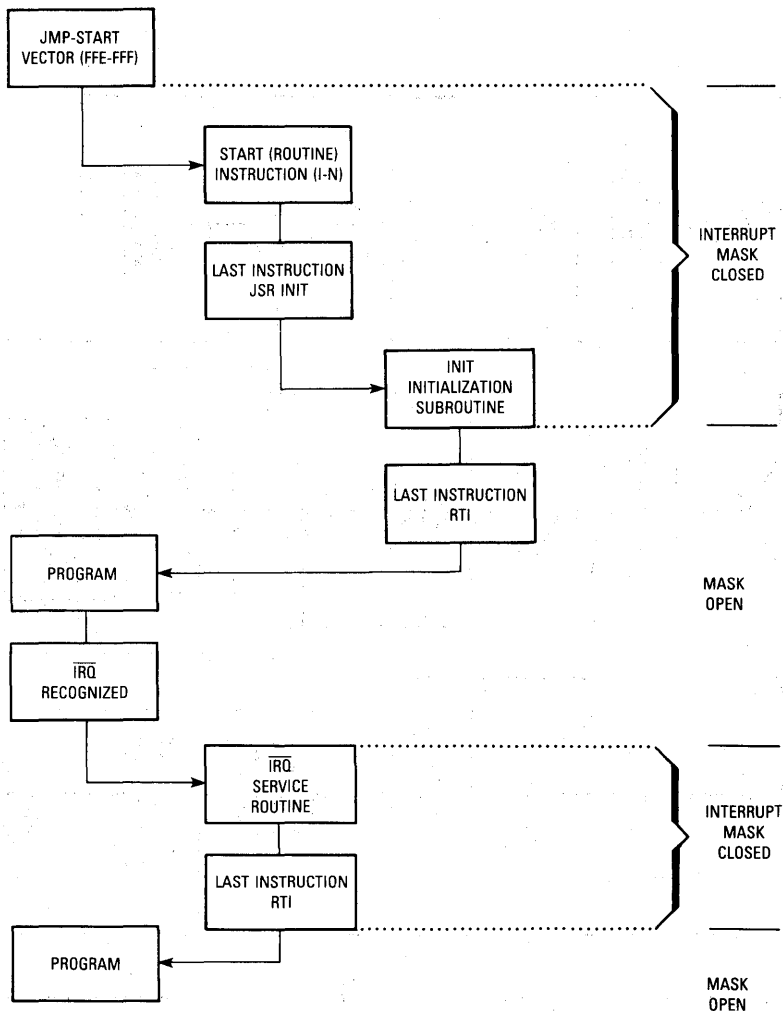 JMP-START
VECTOR (FFE-FFF)
START (ROUTINE)
INSTRUCTION (I-N)
LAST INSTRUCTION
JSR INIT
INIT
INITIALIZATION
SUBROUTINE
INTERRUPT
MASK
CLOSED
LAST INSTRUCTION
RTI
PROGRAM
MASK
OPEN
IRQ
RECOGNIZED
IRQ
SERVICE
ROUTINE
LAST INSTRUCTION
RTI
INTERRUPT
MASK
CLOSED
PROGRAM
MASK
OPEN